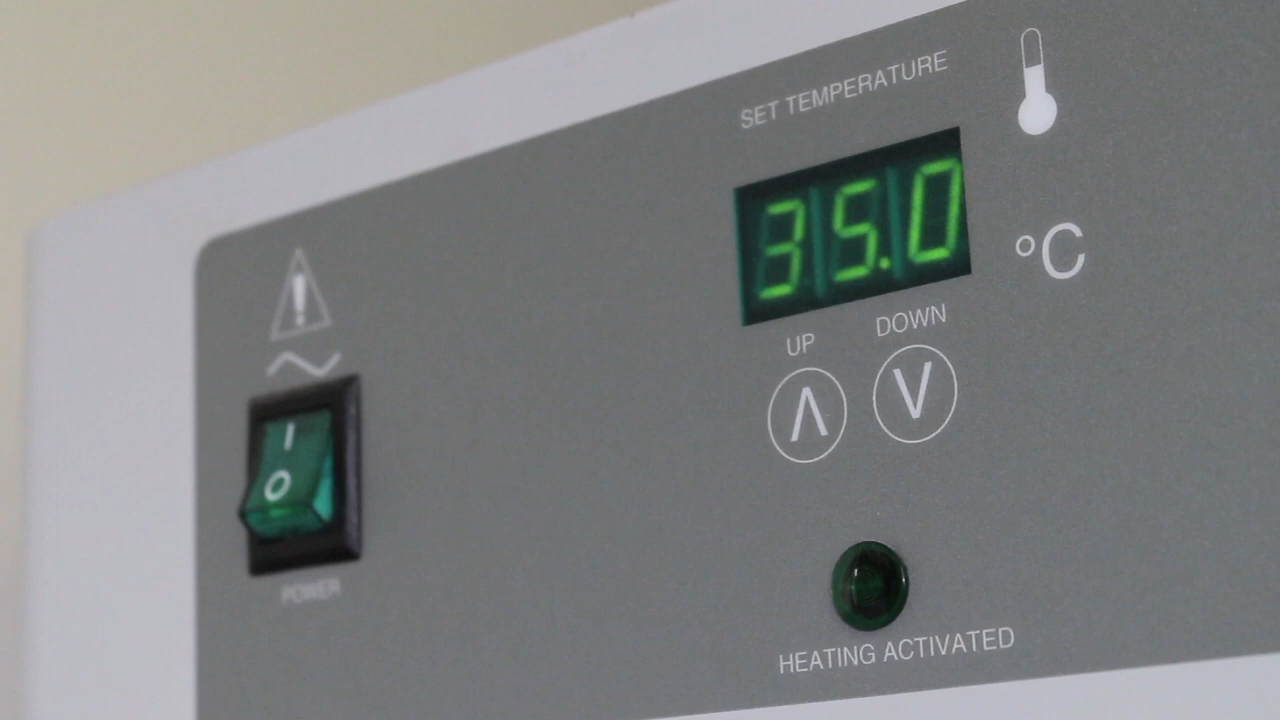 SET TEMPERATURE
35.0
°C
UP
DOWN
I
O
POWER
HEATING ACTIVATED